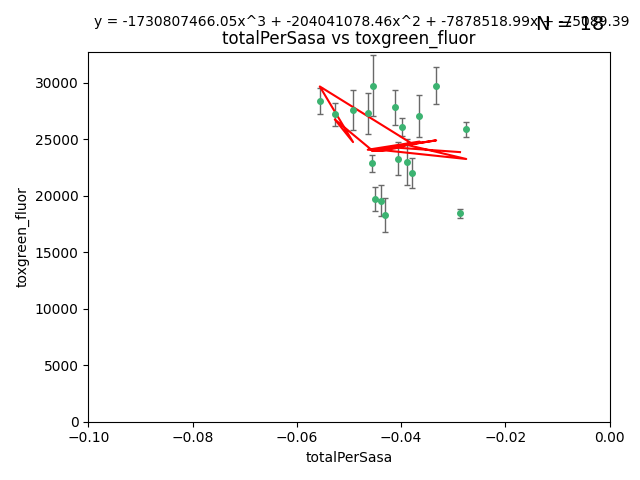 y = -1730807466.05x^3 + -204041078.46x^2 + -7878518.99x + -75089.39
N = 18
totalPerSasa vs toxgreen_fluor
30000
25000
20000
15000
10000
5000
0
toxgreen_fluor
−0.10
−0.08
−0.06
−0.04
−0.02
0.00
totalPerSasa